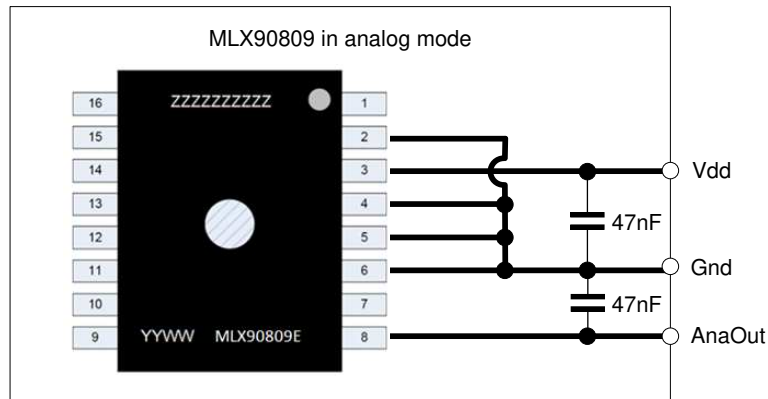 MLX90809 in analog mode
ZZZZZZZZZZ
16 1
15 2
14 3 Vdd
13 4
47nF
12 5
11 6 Gnd
10 7
47nF
9 YYWW MLX90809E 8 AnaOut